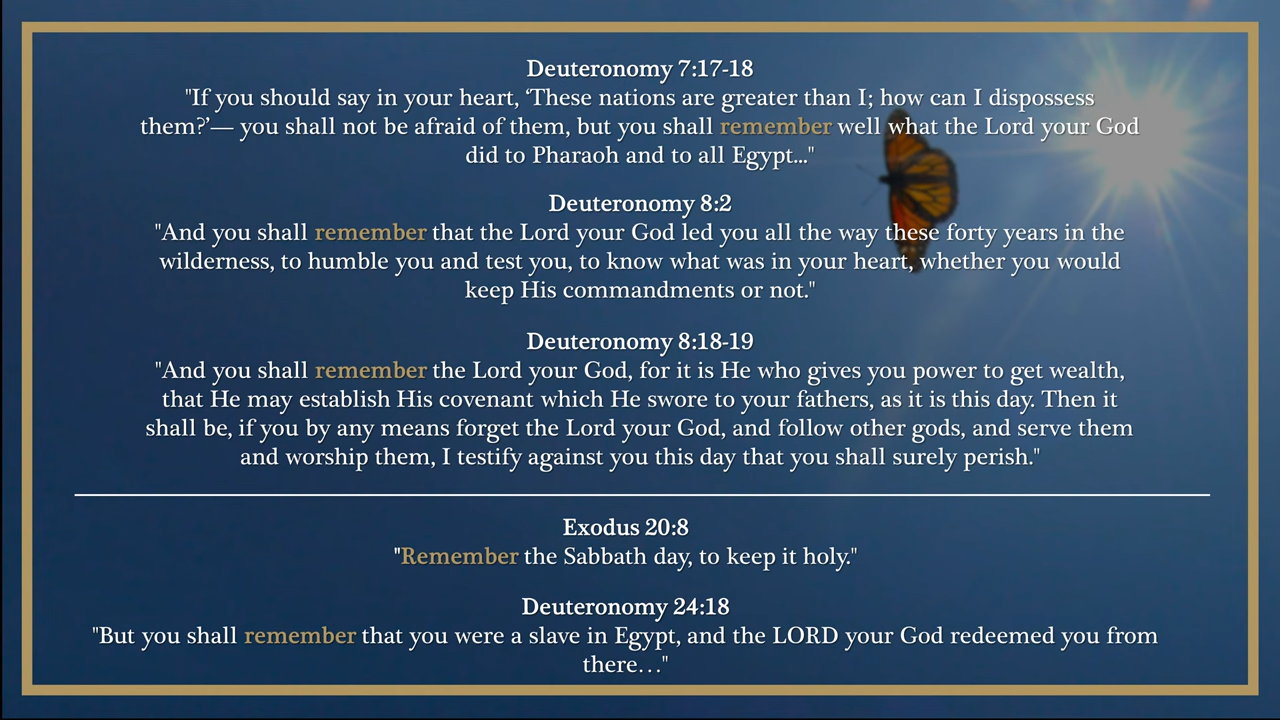 Deuteronomy 7:17-18
"If you should say in your heart, ‘These nations are greater than I; how can I dispossess
them?’— you shall not be afraid of them, but you shall remember well what the Lord your God
did to Pharaoh and to all Egypt..."
Deuteronomy 8:2
"And you shall remember that the Lord your God led you all the way these forty years in the
wilderness, to humble you and test you, to know what was in your heart, whether you would
keep His commandments or not."
Deuteronomy 8:18-19
"And you shall remember the Lord your God, for it is He who gives you power to get wealth,
that He may establish His covenant which He swore to your fathers, as it is this day. Then it
shall be, if you by any means forget the Lord your God, and follow other gods, and serve them
and worship them, I testify against you this day that you shall surely perish."
Exodus 20:8
"Remember the Sabbath day, to keep it holy."
Deuteronomy 24:18
"But you shall remember that you were a slave in Egypt, and the LORD your God redeemed you from
there…"